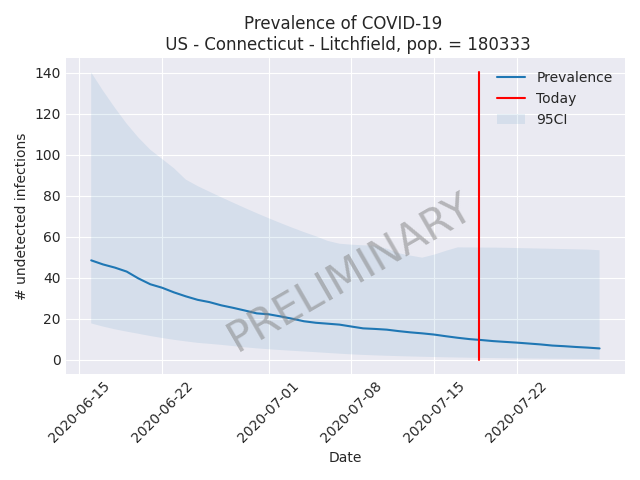 Prevalence of COVID-19
US - Connecticut - Litchfield, pop. = 180333
140
120
100
80
60
40
20
0
# undetected infections
Prevalence
Today
95CI
PRELIMINARY
2020-06-15
2020-06-22
2020-07-01
2020-07-08
2020-07-15
2020-07-22
Date